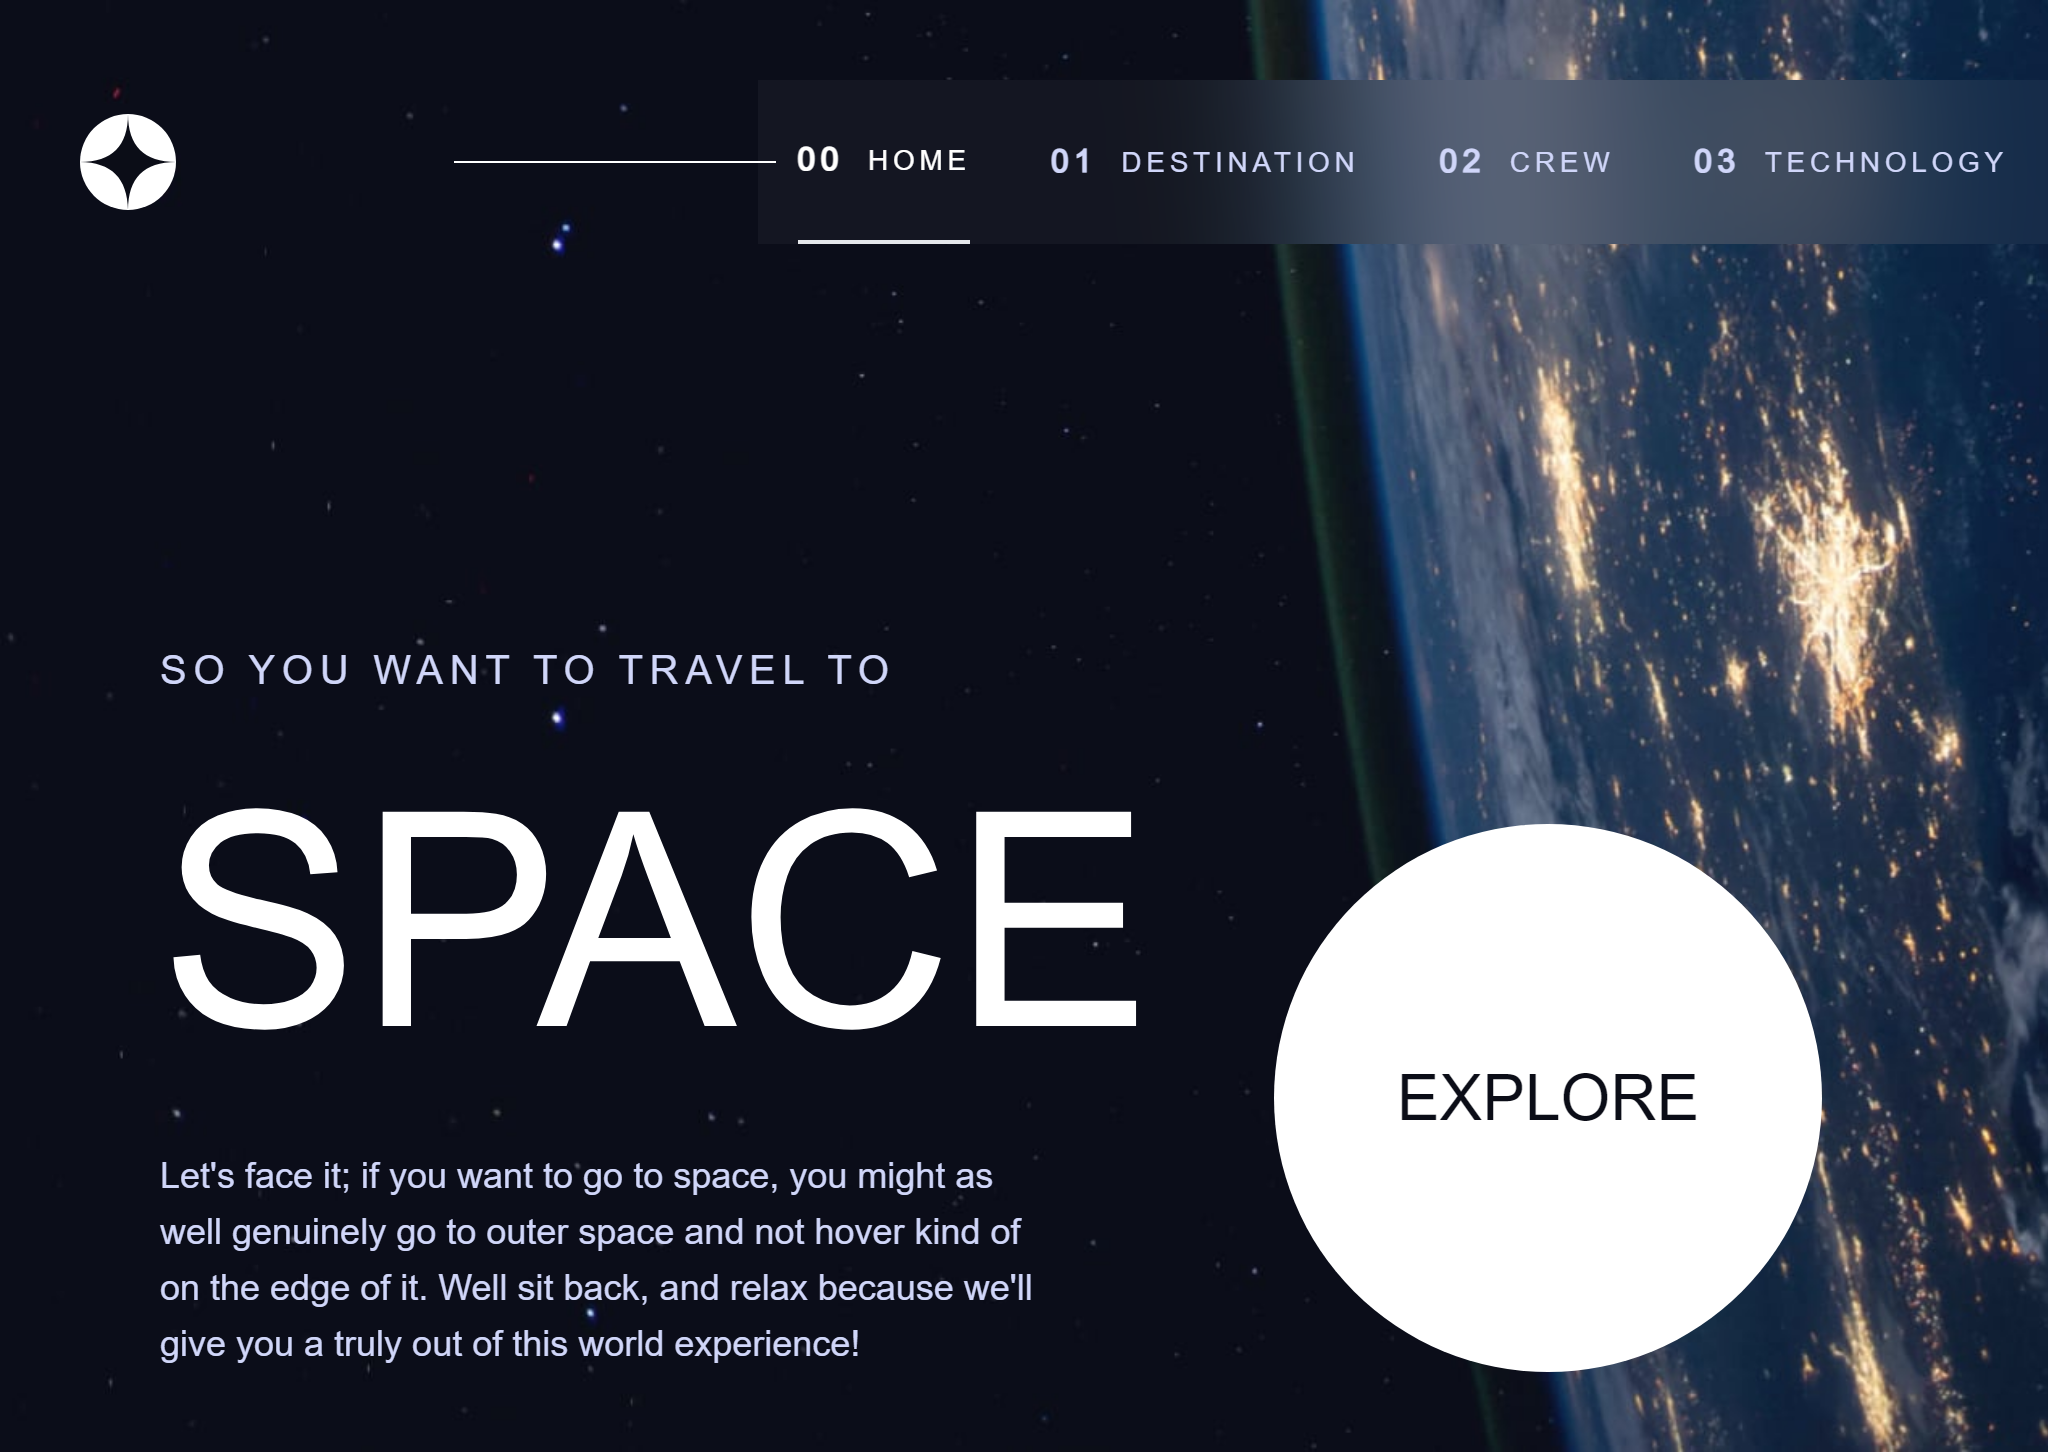 00 HOME 01 DESTINATION 02 CREW 03 TECHNOLOGY
SO YOU WANT TO TRAVEL TO
SPACE
EXPLORE
Let's face it; if you want to go to space, you might as
well genuinely go to outer space and not hover kind of
on the edge of it. Well sit back, and relax because we'll
give you a truly out of this world experience!